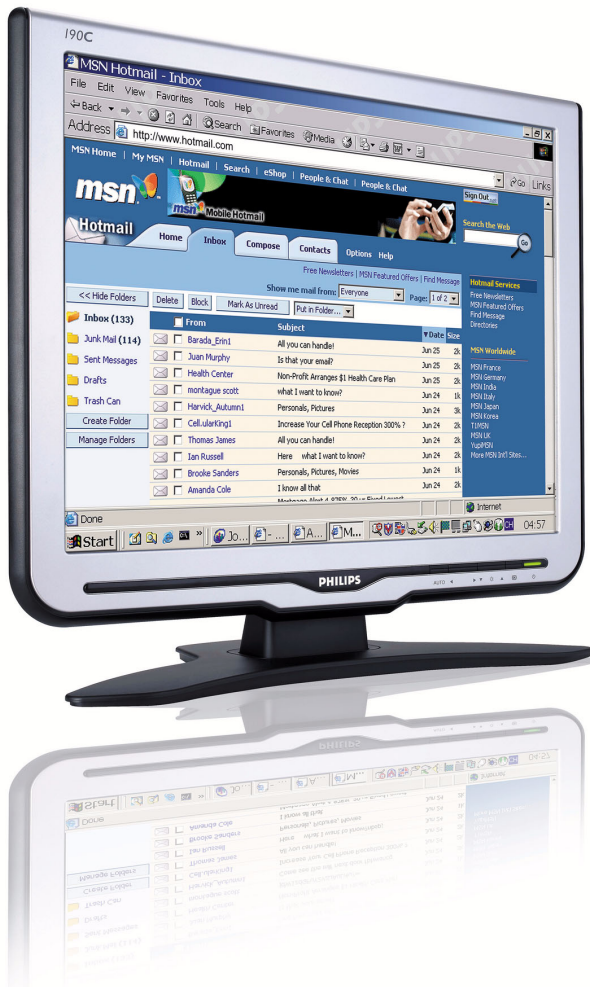 190C
MSN Hotmail - Inbox
File Edit View Favorites Tools Help
Back Search Favorites Media
Address http://www.hotmail.com Go Links
MSN Home | My MSN | Hotmail | Search | eShop | People & Chat | People & Chat
Sign Out
msn
msn Mobile Hotmail
Search the Web
Go
Hotmail Home Inbox Compose Contacts Options Help
Free Newsletters | MSN Featured Offers | Find Message
Show me mail from: Everyone Page: 1 of 2
<< Hide Folders Delete Block Mark As Unread Put in Folder...
From Subject Date Size
Inbox (133)
Junk Mail (114)
Sent Messages
Drafts
Trash Can
Create Folder
Manage Folders
Barada_Erin1 All you can handle! Jun 25 2k
Juan Murphy Is that your email? Jun 25 2k
Health Center Non-Profit Arranges $1 Health Care Plan Jun 25 2k
montague scott what I want to know? Jun 24 1k
Harvick_Autumn1 Personals, Pictures Jun 24 3k
Cell.ularKing1 Increase Your Cell Phone Reception 300% ? Jun 24 2k
Thomas James All you can handle! Jun 24 2k
Ian Russell Here what I want to know? Jun 24 2k
Brooke Sanders Personals, Pictures, Movies Jun 24 1k
Amanda Cole I know all that Jun 24 2k
Hotmail Services
Free Newsletters
MSN Featured Offers
Find Message
Directories
MSN Worldwide
MSN France
MSN Germany
MSN India
MSN Italy
MSN Japan
MSN Korea
T1MSN
MSN UK
YupiMSN
More MSN Int'l Sites...
Done Internet
Start Jo... - ... A... M... CH 04:57
PHILIPS
AUTO